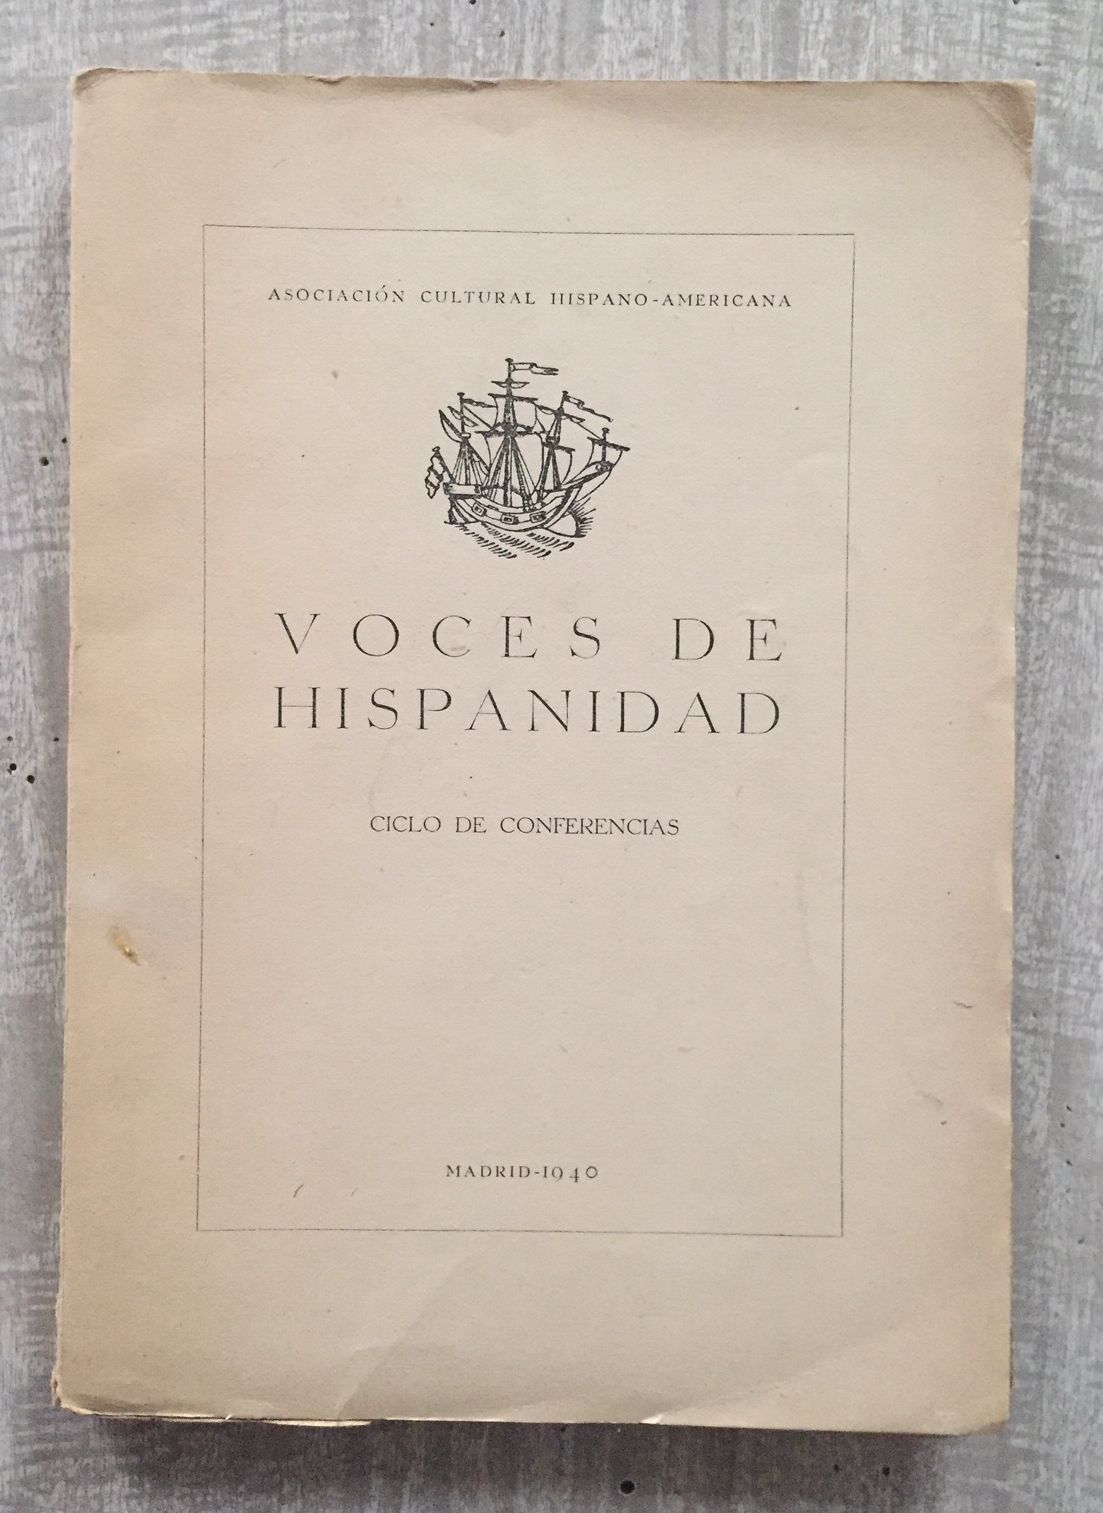 ASOCIACIÓN CULTURAL HISPANO-AMERICANA
VOCES DE
HISPANIDAD
CICLO DE CONFERENCIAS
MADRID-1940